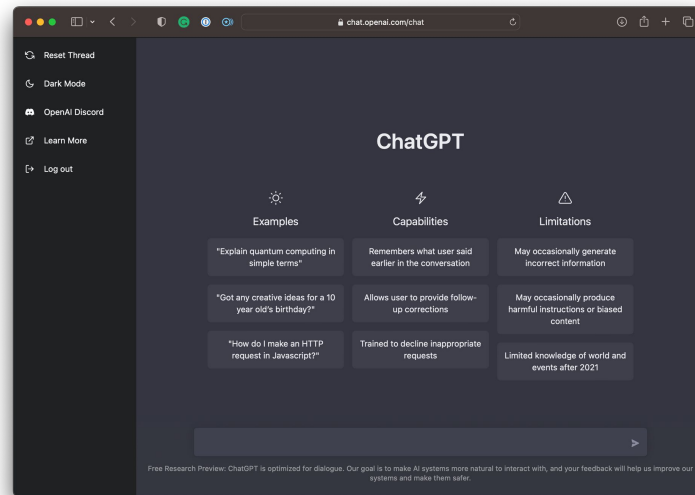 chat.openai.com/chat
Reset Thread
Dark Mode
OpenAI Discord
Learn More
Log out
ChatGPT
Examples
"Explain quantum computing in
simple terms"
"Got any creative ideas for a 10
year old's birthday?"
"How do I make an HTTP
request in Javascript?"
Capabilities
Remembers what user said
earlier in the conversation
Allows user to provide follow-
up corrections
Trained to decline inappropriate
requests
Limitations
May occasionally generate
incorrect information
May occasionally produce
harmful instructions or biased
content
Limited knowledge of world and
events after 2021
Free Research Preview: ChatGPT is optimized for dialogue. Our goal is to make AI systems more natural to interact with, and your feedback will help us improve our
systems and make them safer.